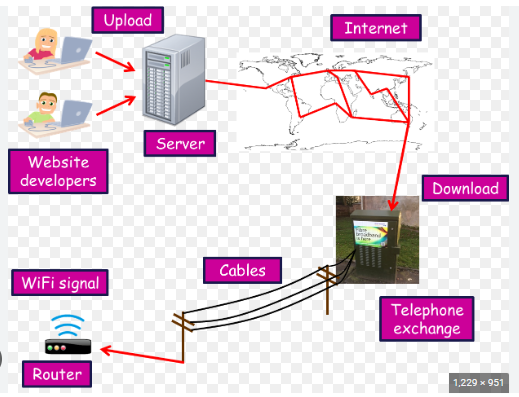 Upload
Internet
Server
Website
developers
Download
Cables
WiFi signal
Telephone
exchange
Router
1,229 × 951